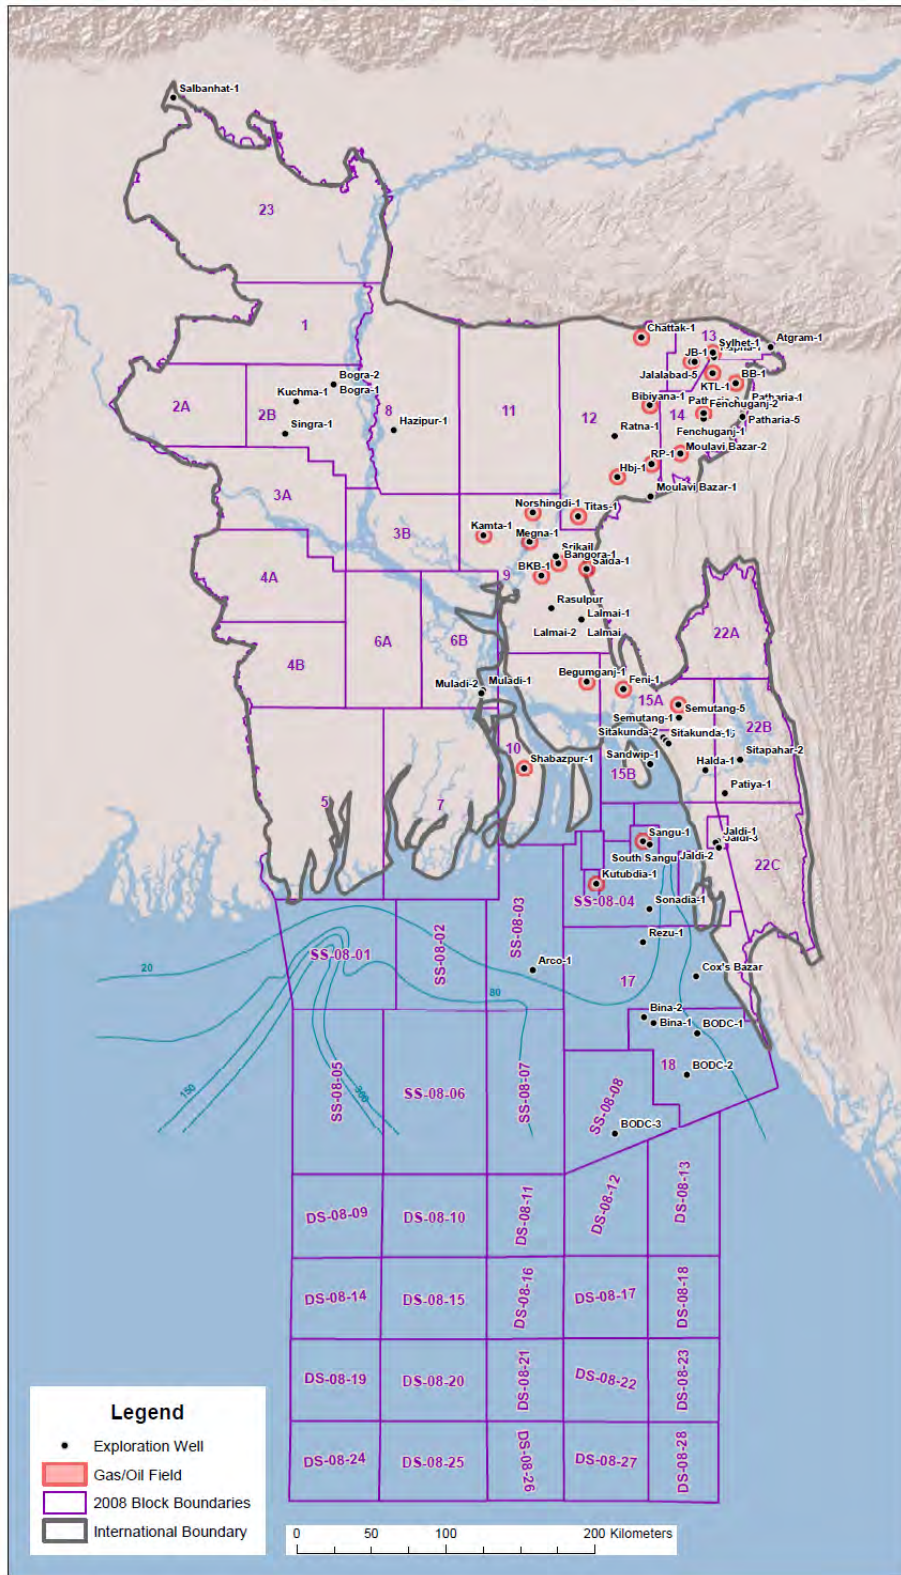 Salbanhat-1
23
1
Chattak-1
13
Sylhet-1
Atgram-1
JB-1
Jalalabad-5
KTL-1
BB-1
Bogra-2
Kuchma-1
Bogra-1
2A
2B
8
Hazipur-1
11
12
Bibiyana-1
Fenchuganj-2
Patharia-1
14
Singra-1
Ratna-1
Fenchuganj-1
Patharia-5
RP-1
Moulavi Bazar-2
Hbj-1
Moulavi Bazar-1
3A
Norshingdi-1
Titas-1
3B
Kamta-1
Megna-1
Srikail
Bangora-1
Salda-1
BKB-1
9
4A
Rasulpur
Lalmai-1
Lalmai-2
Lalmai
6A
6B
4B
22A
Begumganj-1
Feni-1
Muladi-2
Muladi-1
15A
Semutang-5
Semutang-1
22B
Sitakunda-2
10
Sandwip-1
Sitapahar-2
Shabazpur-1
15B
Halda-1
Patiya-1
5
7
Sangu-1
Jaldi-1
Jaldi-3
South Sangu
Jaldi-2
22C
Kutubdia-1
SS-08-04
Sonadia-1
SS-08-03
SS-08-02
SS-08-01
Rezu-1
20
Arco-1
17
Cox's Bazar
80
Bina-2
Bina-1
BODC-1
150
300
SS-08-05
SS-08-06
SS-08-07
SS-08-08
18
BODC-2
BODC-3
DS-08-09
DS-08-10
DS-08-11
DS-08-12
DS-08-13
DS-08-14
DS-08-15
DS-08-16
DS-08-17
DS-08-18
DS-08-19
DS-08-20
DS-08-21
DS-08-22
DS-08-23
DS-08-24
DS-08-25
DS-08-26
DS-08-27
DS-08-28
Legend
Exploration Well
Gas/Oil Field
2008 Block Boundaries
International Boundary
0 50 100 200 Kilometers